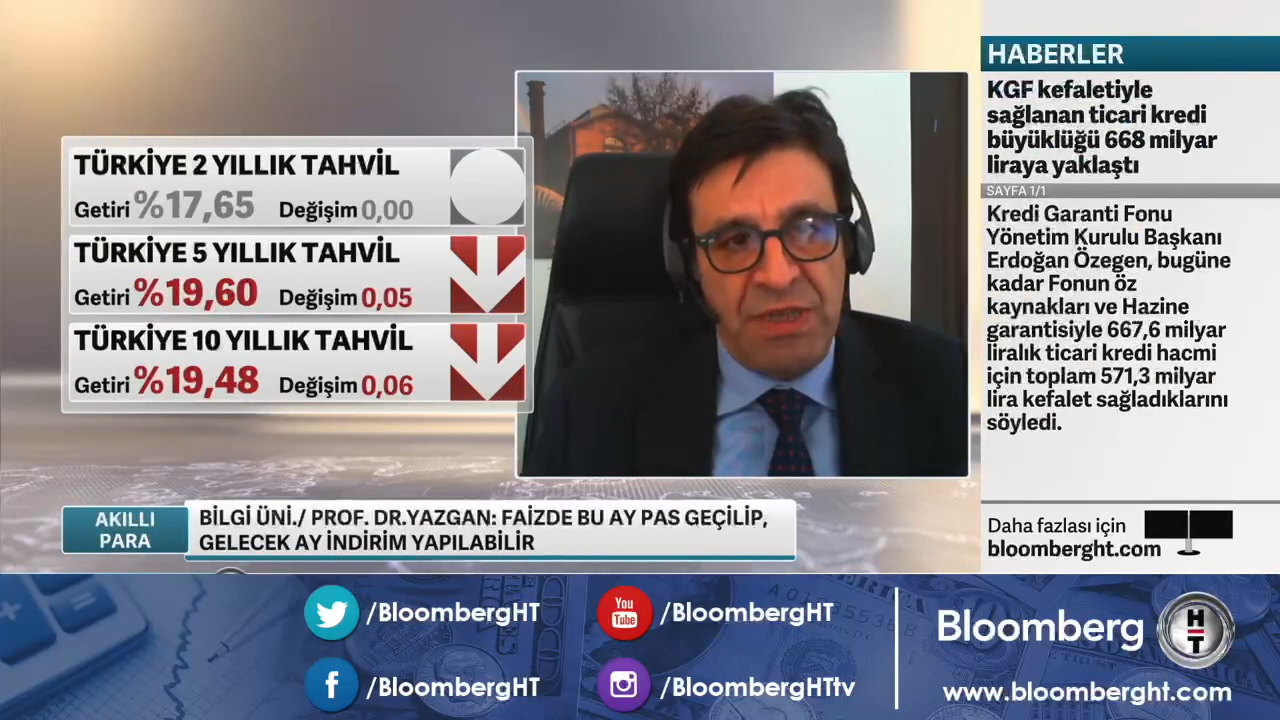 TÜRKİYE 2 YILLIK TAHVİL
Getiri %17,65 Değişim 0,00
TÜRKİYE 5 YILLIK TAHVİL
Getiri %19,60 Değişim 0,05
TÜRKİYE 10 YILLIK TAHVİL
Getiri %19,48 Değişim 0,06
HABERLER
KGF kefaletiyle
sağlanan ticari kredi
büyüklüğü 668 milyar
liraya yaklaştı
SAYFA 1/1
Kredi Garanti Fonu
Yönetim Kurulu Başkanı
Erdoğan Özegen, bugüne
kadar Fonun öz
kaynakları ve Hazine
garantisiyle 667,6 milyar
liralık ticari kredi hacmi
için toplam 571,3 milyar
lira kefalet sağladıklarını
söyledi.
Daha fazlası için
bloomberght.com
AKILLI
PARA
BİLGİ ÜNİ./ PROF. DR.YAZGAN: FAİZDE BU AY PAS GEÇİLİP,
GELECEK AY İNDİRİM YAPILABİLİR
/BloombergHT
You
Tube
/BloombergHT
/BloombergHT
/BloombergHTtv
Bloomberg HT
www.bloomberght.com